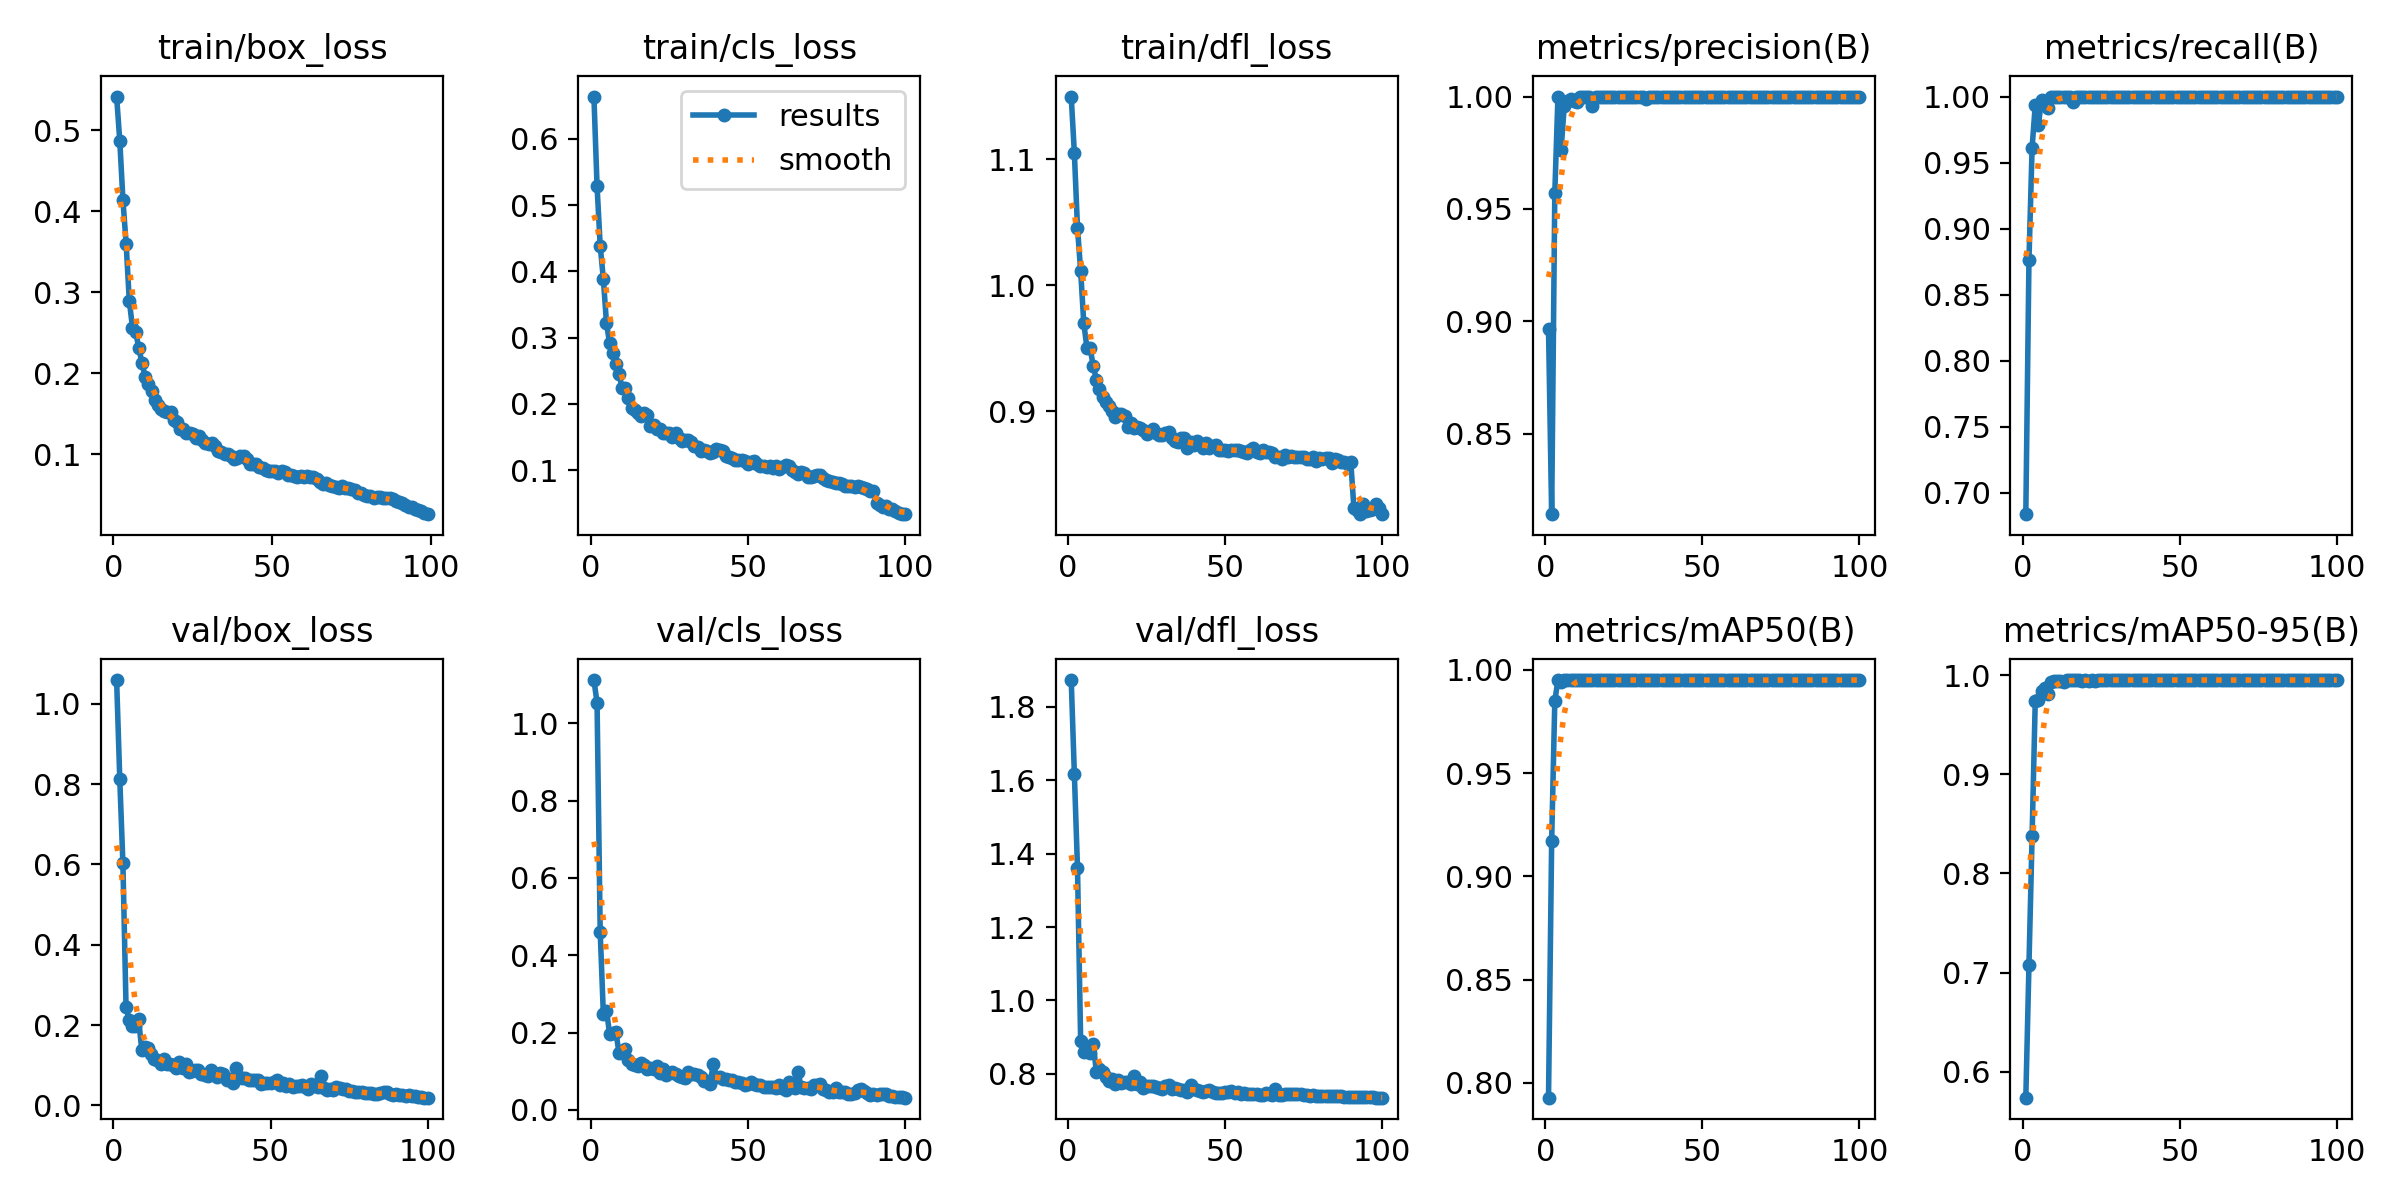 train/box_loss
0.5
0.4
0.3
0.2
0.1
0 50 100
train/cls_loss
results
smooth
0.6
0.5
0.4
0.3
0.2
0.1
0 50 100
train/dfl_loss
1.1
1.0
0.9
0 50 100
metrics/precision(B)
1.00
0.95
0.90
0.85
0 50 100
metrics/recall(B)
1.00
0.95
0.90
0.85
0.80
0.75
0.70
0 50 100
val/box_loss
1.0
0.8
0.6
0.4
0.2
0.0
0 50 100
val/cls_loss
1.0
0.8
0.6
0.4
0.2
0.0
0 50 100
val/dfl_loss
1.8
1.6
1.4
1.2
1.0
0.8
0 50 100
metrics/mAP50(B)
1.00
0.95
0.90
0.85
0.80
0 50 100
metrics/mAP50-95(B)
1.0
0.9
0.8
0.7
0.6
0 50 100